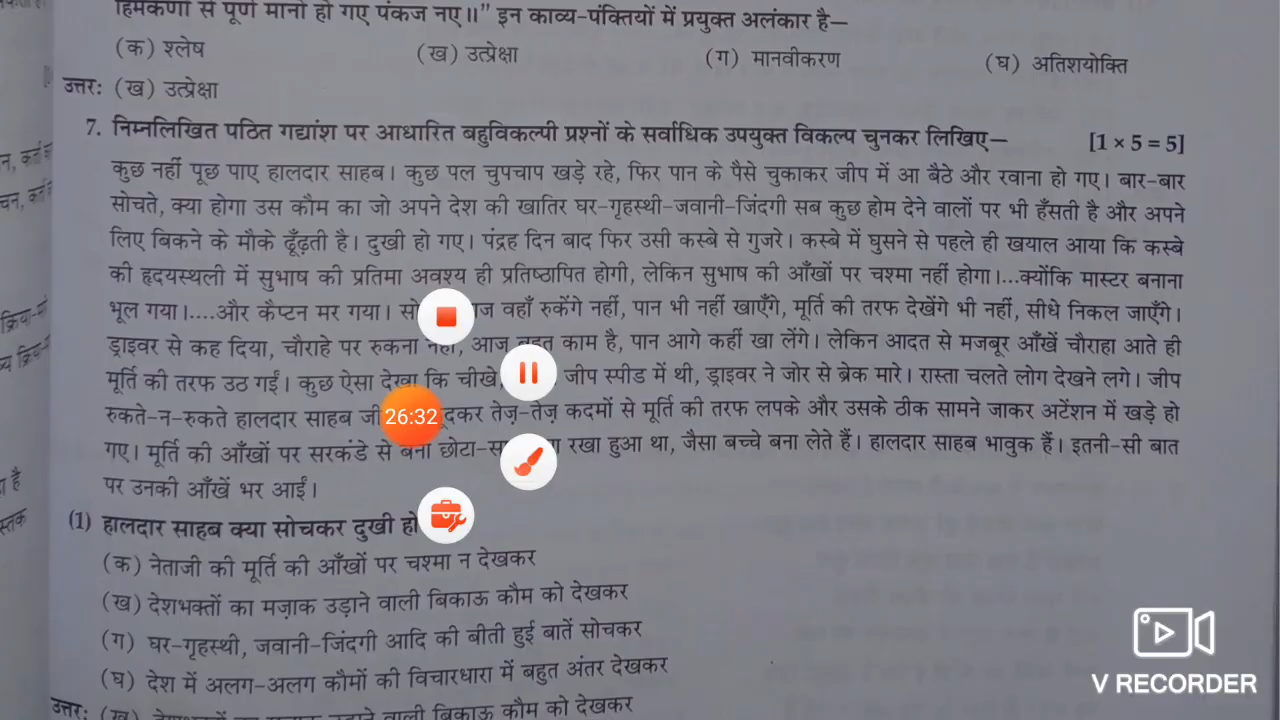 हिमकणों से पूर्ण मानो हो गए पंकज नए॥” इन काव्य-पंक्तियों में प्रयुक्त अलंकार है—
(क) श्लेष (ख) उत्प्रेक्षा (ग) मानवीकरण (घ) अतिशयोक्ति
उत्तर: (ख) उत्प्रेक्षा
7. निम्नलिखित पठित गद्यांश पर आधारित बहुविकल्पी प्रश्नों के सर्वाधिक उपयुक्त विकल्प चुनकर लिखिए— [1 × 5 = 5]
कुछ नहीं पूछ पाए हालदार साहब। कुछ पल चुपचाप खड़े रहे, फिर पान के पैसे चुकाकर जीप में आ बैठे और रवाना हो गए। बार-बार
सोचते, क्या होगा उस कौम का जो अपने देश की खातिर घर-गृहस्थी-जवानी-जिंदगी सब कुछ होम देने वालों पर भी हँसती है और अपने
लिए बिकने के मौके ढूँढ़ती है। दुखी हो गए। पंद्रह दिन बाद फिर उसी कस्बे से गुजरे। कस्बे में घुसने से पहले ही खयाल आया कि कस्बे
की हृदयस्थली में सुभाष की प्रतिमा अवश्य ही प्रतिष्ठापित होगी, लेकिन सुभाष की आँखों पर चश्मा नहीं होगा।...क्योंकि मास्टर बनाना
भूल गया।....और कैप्टन मर गया। वहाँ रुकेंगे नहीं, पान भी नहीं खाएँगे, मूर्ति की तरफ देखेंगे भी नहीं, सीधे निकल जाएँगे।
ड्राइवर से कह दिया, चौराहे पर रुकना नहीं, आज बहुत काम है, पान आगे कहीं खा लेंगे। लेकिन आदत से मजबूर आँखें चौराहा आते ही
मूर्ति की तरफ उठ गईं। कुछ ऐसा देखा कि चीखे, जीप स्पीड में थी, ड्राइवर ने जोर से ब्रेक मारे। रास्ता चलते लोग देखने लगे। जीप
रुकते-न-रुकते हालदार साहब 26:32 तेज़-तेज़ कदमों से मूर्ति की तरफ लपके और उसके ठीक सामने जाकर अटेंशन में खड़े हो
गए। मूर्ति की आँखों पर सरकंडे से बना रखा हुआ था, जैसा बच्चे बना लेते हैं। हालदार साहब भावुक हैं। इतनी-सी बात
पर उनकी आँखें भर आईं।
(1) हालदार साहब क्या सोचकर दुखी हो
(क) नेताजी की मूर्ति की आँखों पर चश्मा न देखकर
(ख) देशभक्तों का मज़ाक उड़ाने वाली बिकाऊ कौम को देखकर
(ग) घर-गृहस्थी, जवानी-जिंदगी आदि की बीती हुई बातें सोचकर
(घ) देश में अलग-अलग कौमों की विचारधारा में बहुत अंतर देखकर
उत्तर: (ख) देशभक्तों का मज़ाक उड़ाने वाली बिकाऊ कौम को देखकर
V RECORDER